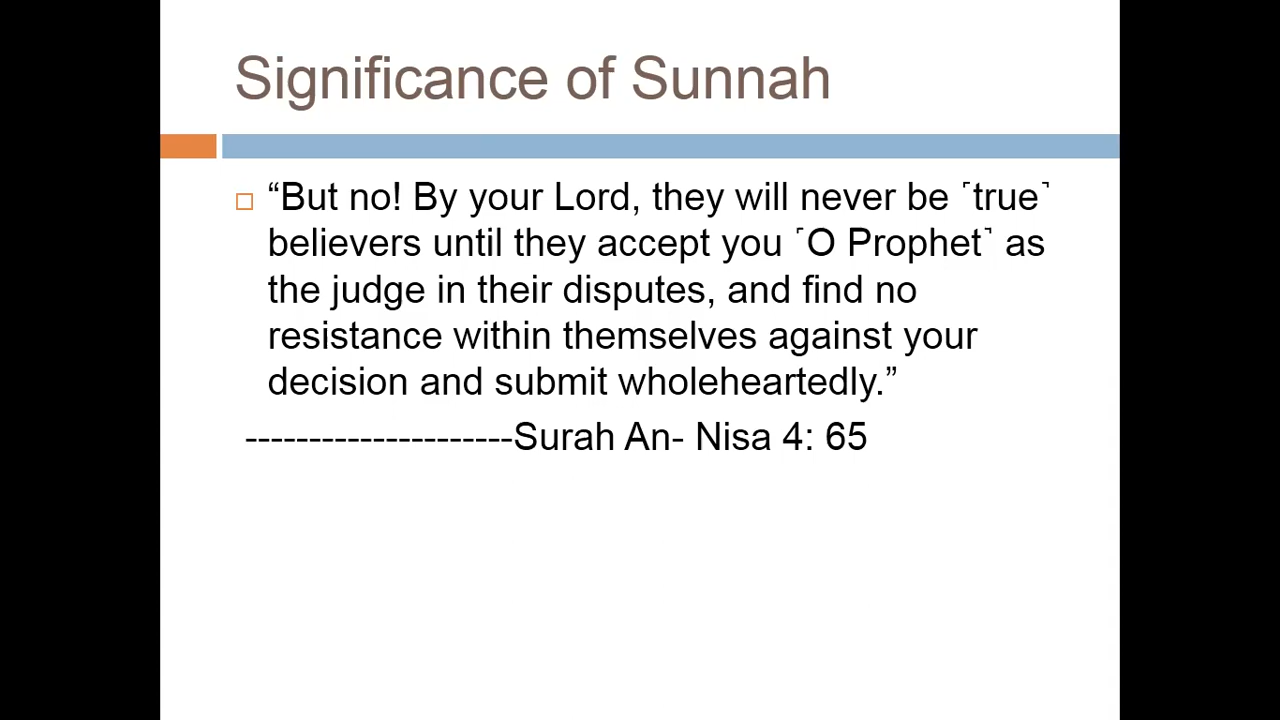 Significance of Sunnah
“But no! By your Lord, they will never be ˹true˺
believers until they accept you ˹O Prophet˺ as
the judge in their disputes, and find no
resistance within themselves against your
decision and submit wholeheartedly.”
---------------------Surah An- Nisa 4: 65